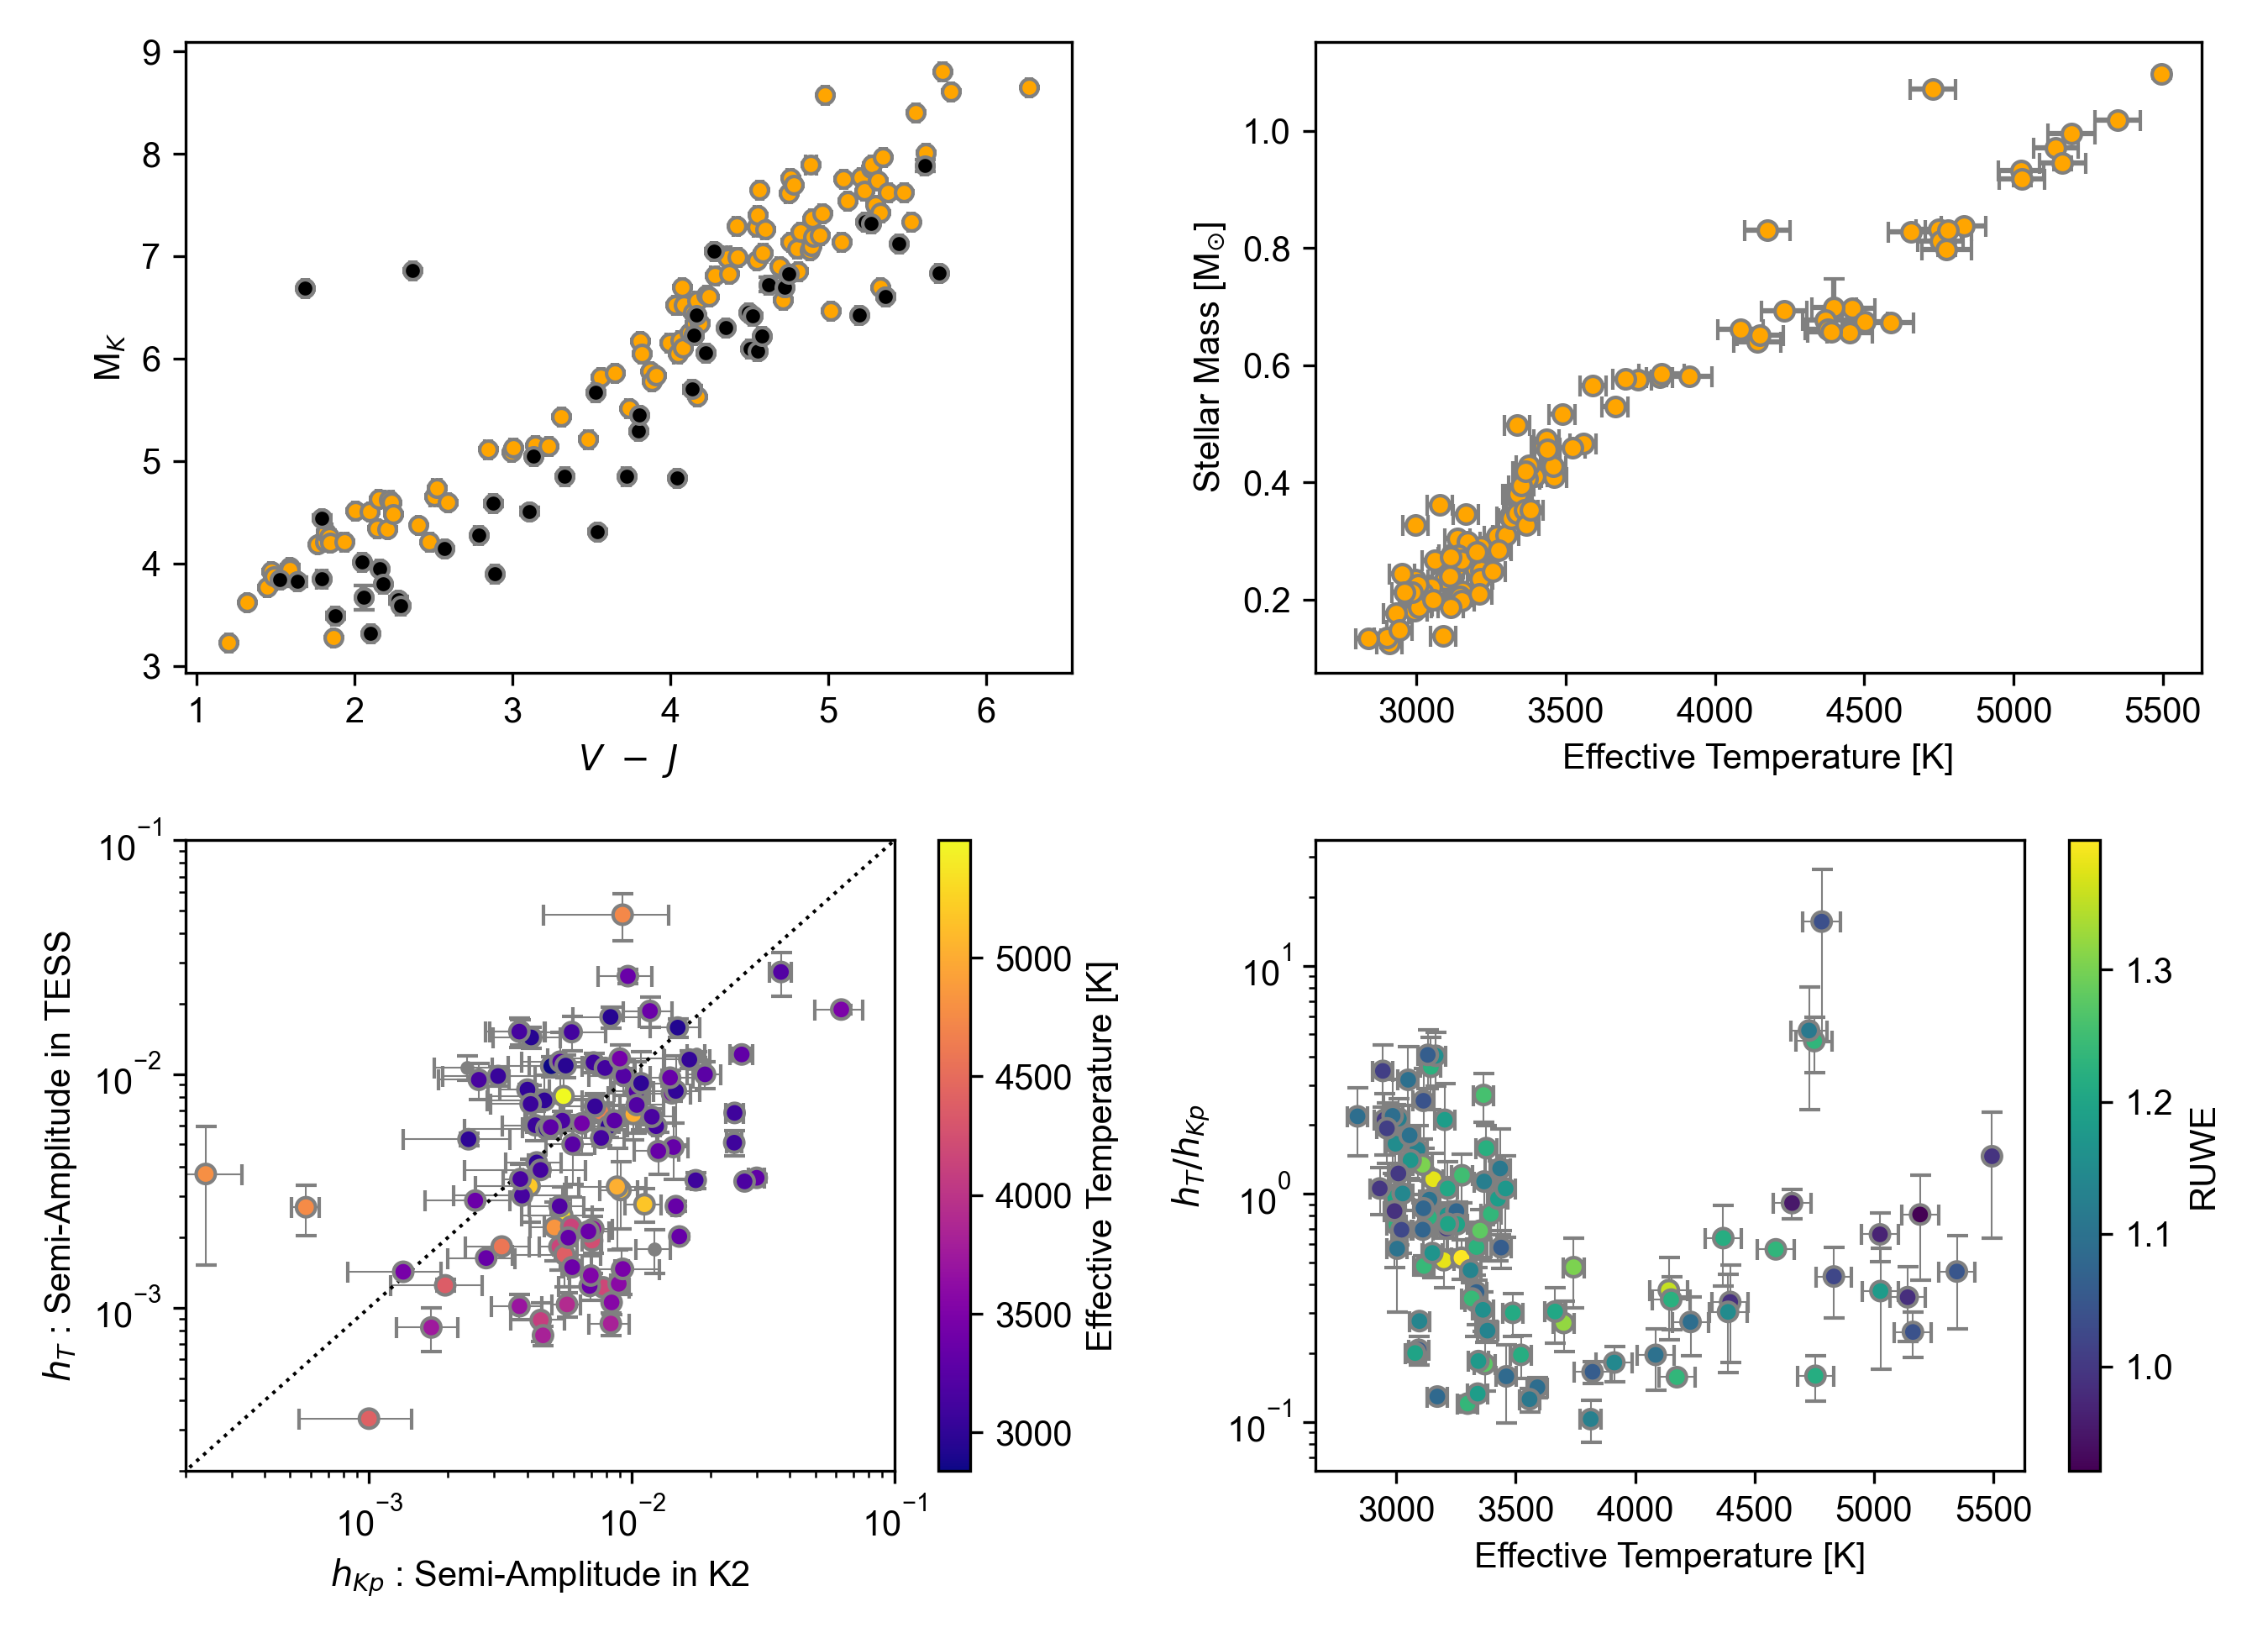 9
8
7
6
5
4
3
M_K
1 2 3 4 5 6
V − J
1.0
0.8
0.6
0.4
0.2
Stellar Mass [M⊙]
3000 3500 4000 4500 5000 5500
Effective Temperature [K]
10⁻¹
10⁻²
10⁻³
h_T : Semi-Amplitude in TESS
10⁻³ 10⁻² 10⁻¹
h_Kp : Semi-Amplitude in K2
5000
4500
4000
3500
3000
Effective Temperature [K]
10¹
10⁰
10⁻¹
h_T/h_Kp
3000 3500 4000 4500 5000 5500
Effective Temperature [K]
1.3
1.2
1.1
1.0
RUWE